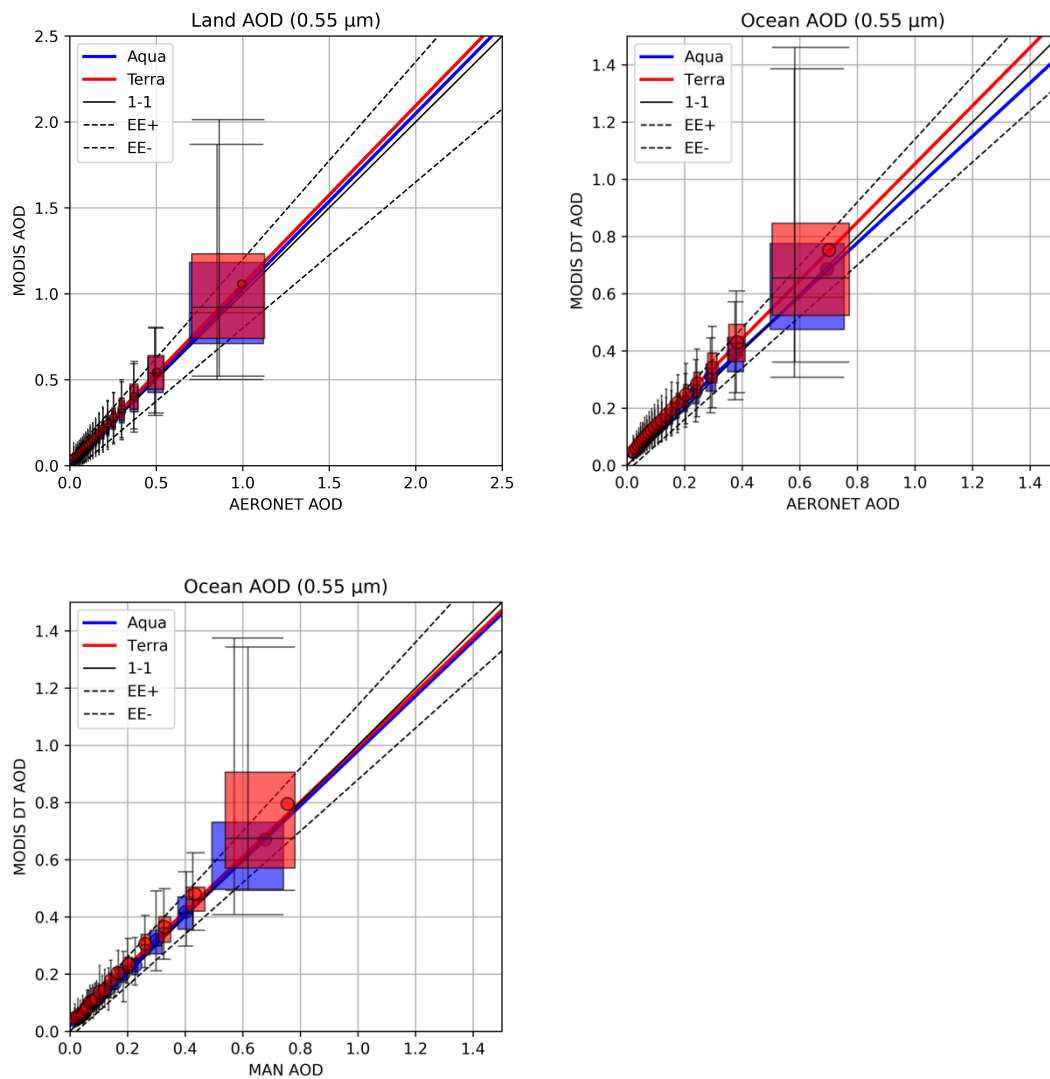 Land AOD (0.55 µm)
Aqua
Terra
1-1
EE+
EE-
2.5
2.0
1.5
1.0
0.5
0.0
MODIS AOD
0.0 0.5 1.0 1.5 2.0 2.5
AERONET AOD
Ocean AOD (0.55 µm)
Aqua
Terra
1-1
EE+
EE-
1.4
1.2
1.0
0.8
0.6
0.4
0.2
0.0
MODIS DT AOD
0.0 0.2 0.4 0.6 0.8 1.0 1.2 1.4
AERONET AOD
Ocean AOD (0.55 µm)
Aqua
Terra
1-1
EE+
EE-
1.4
1.2
1.0
0.8
0.6
0.4
0.2
0.0
MODIS DT AOD
0.0 0.2 0.4 0.6 0.8 1.0 1.2 1.4
MAN AOD